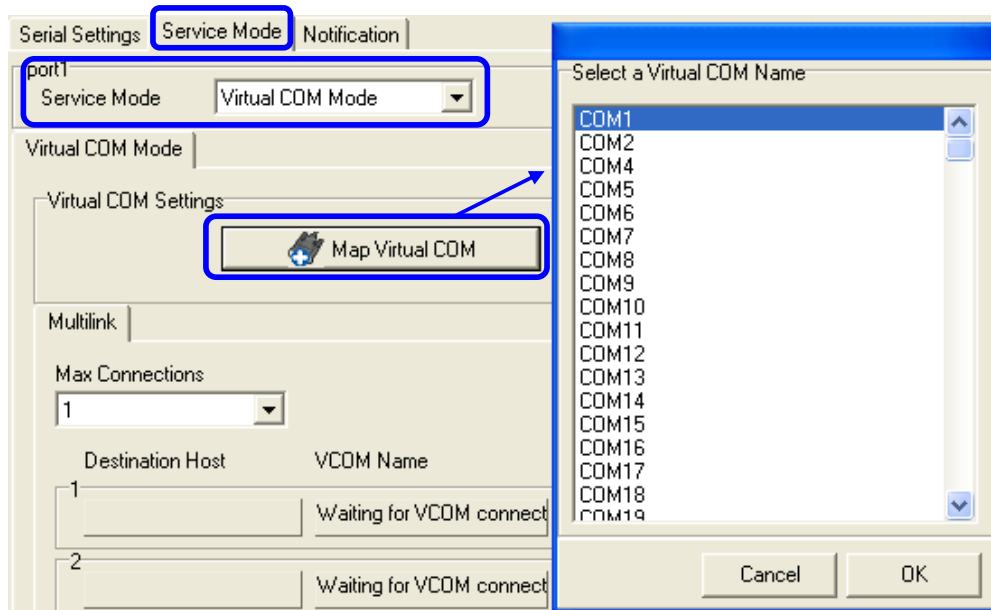 Serial Settings Service Mode Notification
port1
Service Mode Virtual COM Mode
Virtual COM Mode
Virtual COM Settings
Map Virtual COM
Multilink
Max Connections
1
Destination Host VCOM Name
1
Waiting for VCOM connect
2
Waiting for VCOM connect
Select a Virtual COM Name
COM1
COM2
COM4
COM5
COM6
COM7
COM8
COM9
COM10
COM11
COM12
COM13
COM14
COM15
COM16
COM17
COM18
COM19
Cancel OK